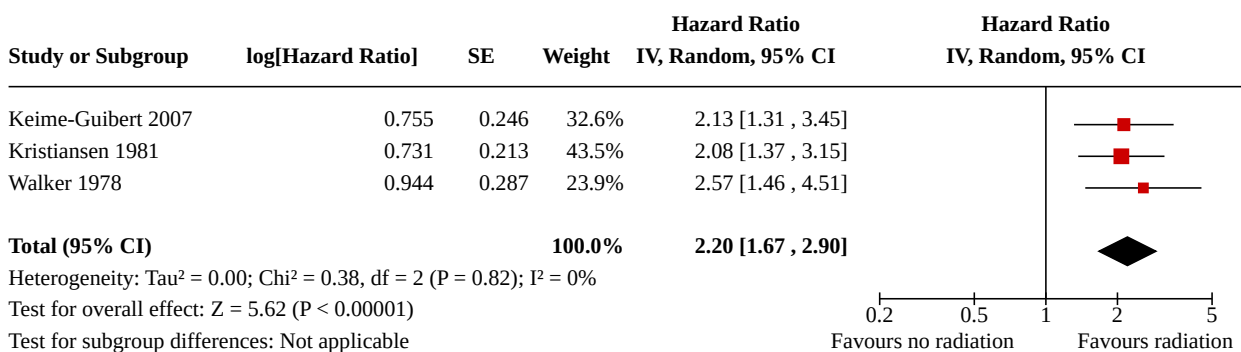 Hazard Ratio Hazard Ratio
Study or Subgroup log[Hazard Ratio] SE Weight IV, Random, 95% CI IV, Random, 95% CI
Keime-Guibert 2007 0.755 0.246 32.6% 2.13 [1.31 , 3.45]
Kristiansen 1981 0.731 0.213 43.5% 2.08 [1.37 , 3.15]
Walker 1978 0.944 0.287 23.9% 2.57 [1.46 , 4.51]
Total (95% CI) 100.0% 2.20 [1.67 , 2.90]
Heterogeneity: Tau² = 0.00; Chi² = 0.38, df = 2 (P = 0.82); I² = 0%
Test for overall effect: Z = 5.62 (P < 0.00001) 0.2 0.5 1 2 5
Test for subgroup differences: Not applicable Favours no radiation Favours radiation